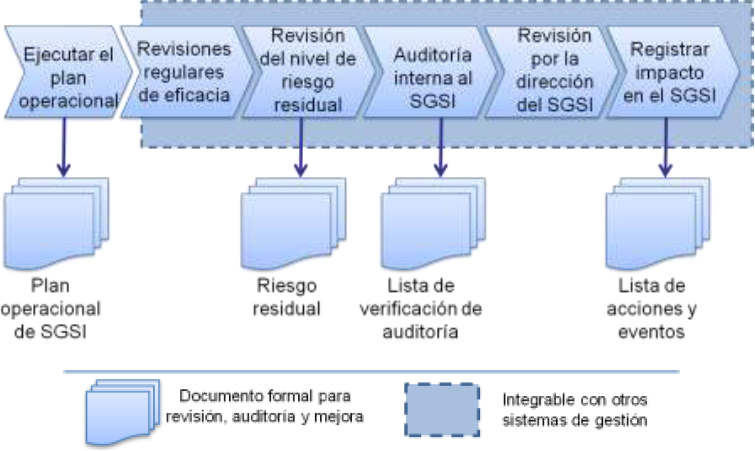 Ejecutar el
plan
operacional
Revisiones
regulares
de eficacia
Revisión
del nivel de
riesgo
residual
Auditoría
interna al
SGSI
Revisión
por la
dirección
del SGSI
Registrar
impacto
en el SGSI
Plan
operacional
de SGSI
Riesgo
residual
Lista de
verificación de
auditoría
Lista de
acciones y
eventos
Documento formal para
revisión, auditoría y mejora
Integrable con otros
sistemas de gestión